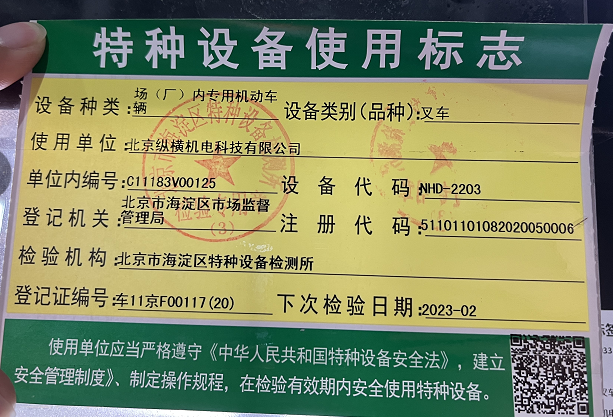 特种设备使用标志
设备种类:场（厂）内专用机动车辆 设备类别(品种):叉车
使用单位:北京纵横机电科技有限公司
单位内编号:C11183V00125 设备代码:NHD-2203
登记机关:北京市海淀区市场监督管理局 注册代码:51101101082020050006
检验机构:北京市海淀区特种设备检测所
登记证编号:车11京F00117(20) 下次检验日期:2023-02
使用单位应当严格遵守《中华人民共和国特种设备安全法》，建立
安全管理制度》、制定操作规程，在检验有效期内安全使用特种设备。